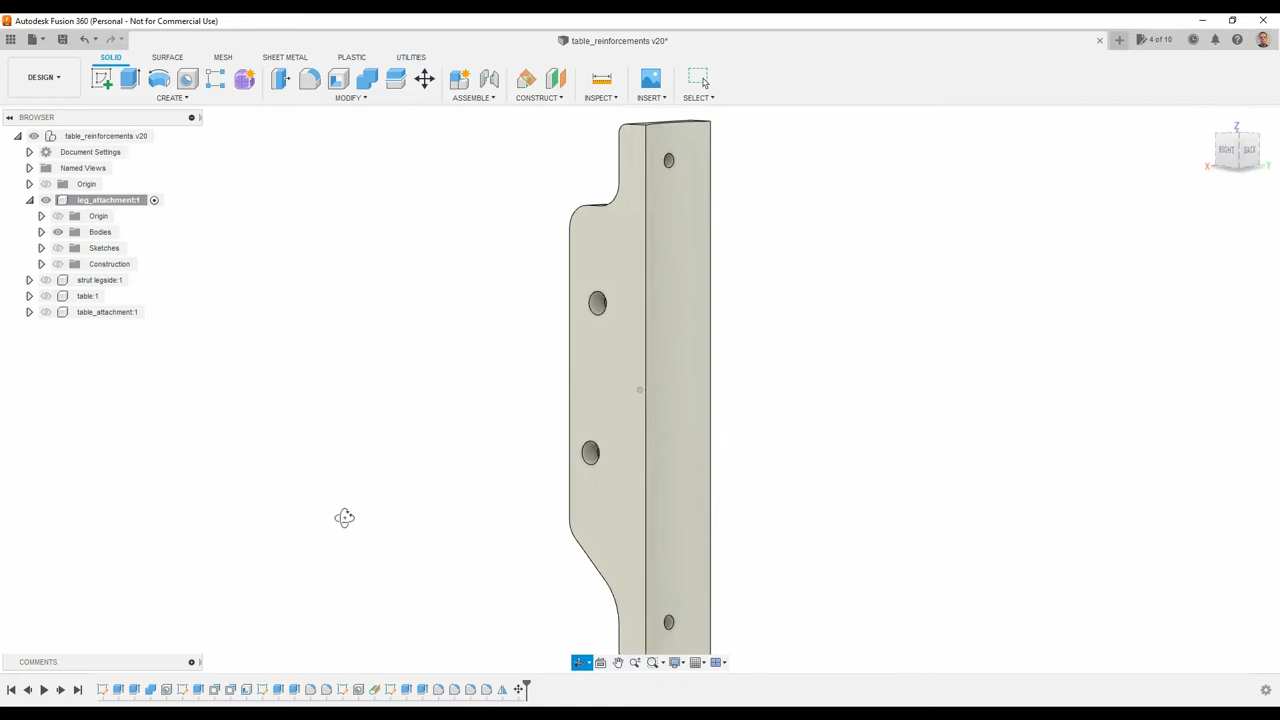 Autodesk Fusion 360 (Personal - Not for Commercial Use)
table_reinforcements v20*
4 of 10
DESIGN
SOLID SURFACE MESH SHEET METAL PLASTIC UTILITIES
CREATE MODIFY ASSEMBLE CONSTRUCT INSPECT INSERT SELECT
BROWSER
table_reinforcements v20
Document Settings
Named Views
Origin
leg_attachment:1
Origin
Bodies
Sketches
Construction
strut legside:1
table:1
table_attachment:1
Z
RIGHT BACK
X Y
COMMENTS